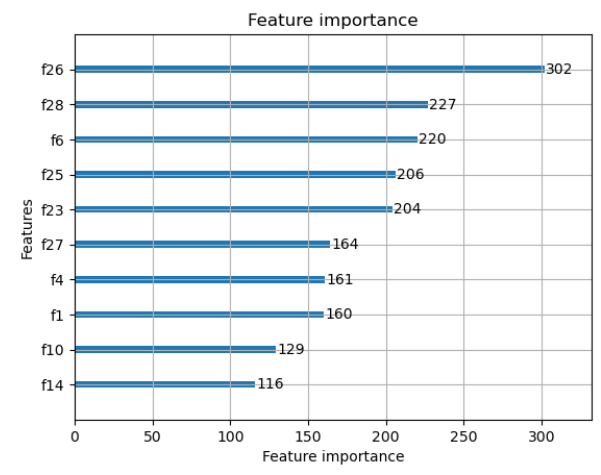 Feature importance
f26 302
f28 227
f6 220
f25 206
f23 204
f27 164
f4 161
f1 160
f10 129
f14 116
Features
0 50 100 150 200 250 300
Feature importance